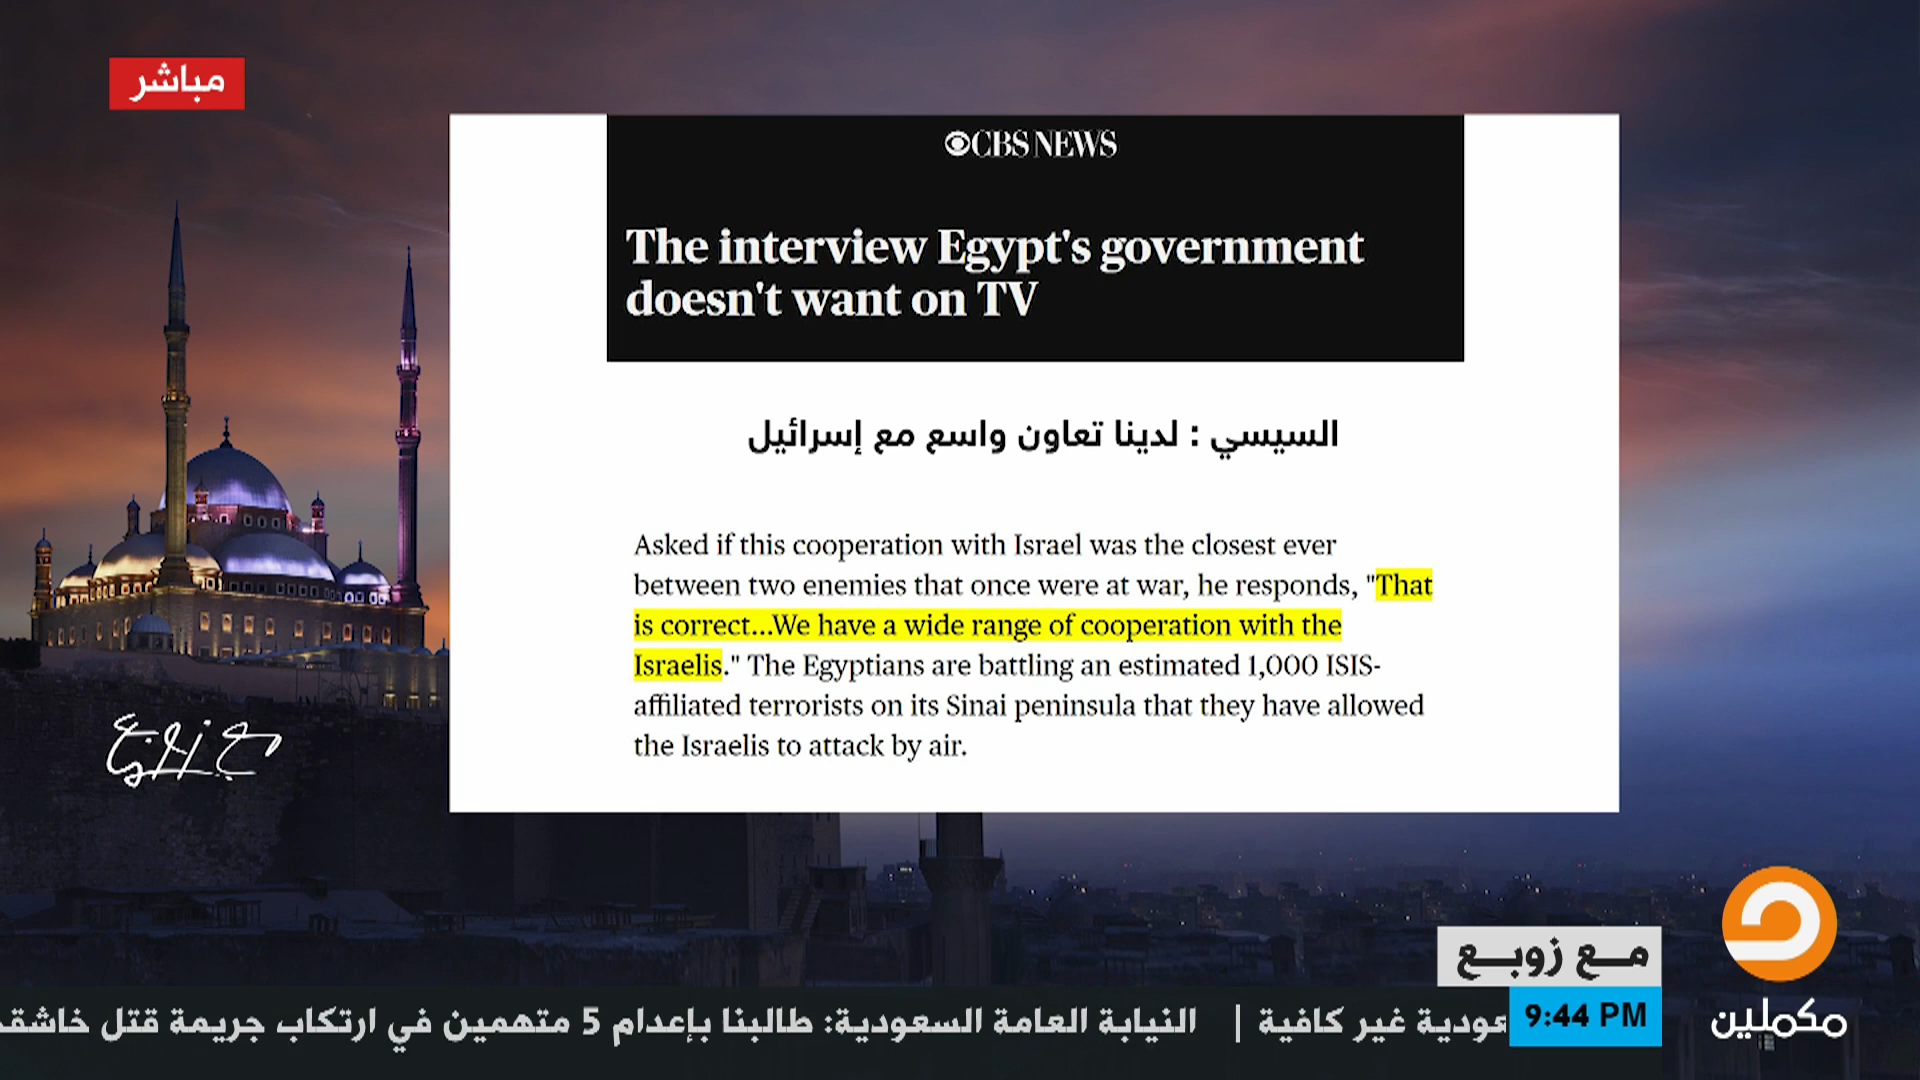 مباشر
CBS NEWS
The interview Egypt's government
doesn't want on TV
السيسي : لدينا تعاون واسع مع إسرائيل
Asked if this cooperation with Israel was the closest ever
between two enemies that once were at war, he responds, "That
is correct...We have a wide range of cooperation with the
Israelis." The Egyptians are battling an estimated 1,000 ISIS-
affiliated terrorists on its Sinai peninsula that they have allowed
the Israelis to attack by air.
مع زوبع
مع زوبع
9:44 PM
عودية غير كافية | النيابة العامة السعودية: طالبنا بإعدام 5 متهمين في ارتكاب جريمة قتل خاشقج
مكملين